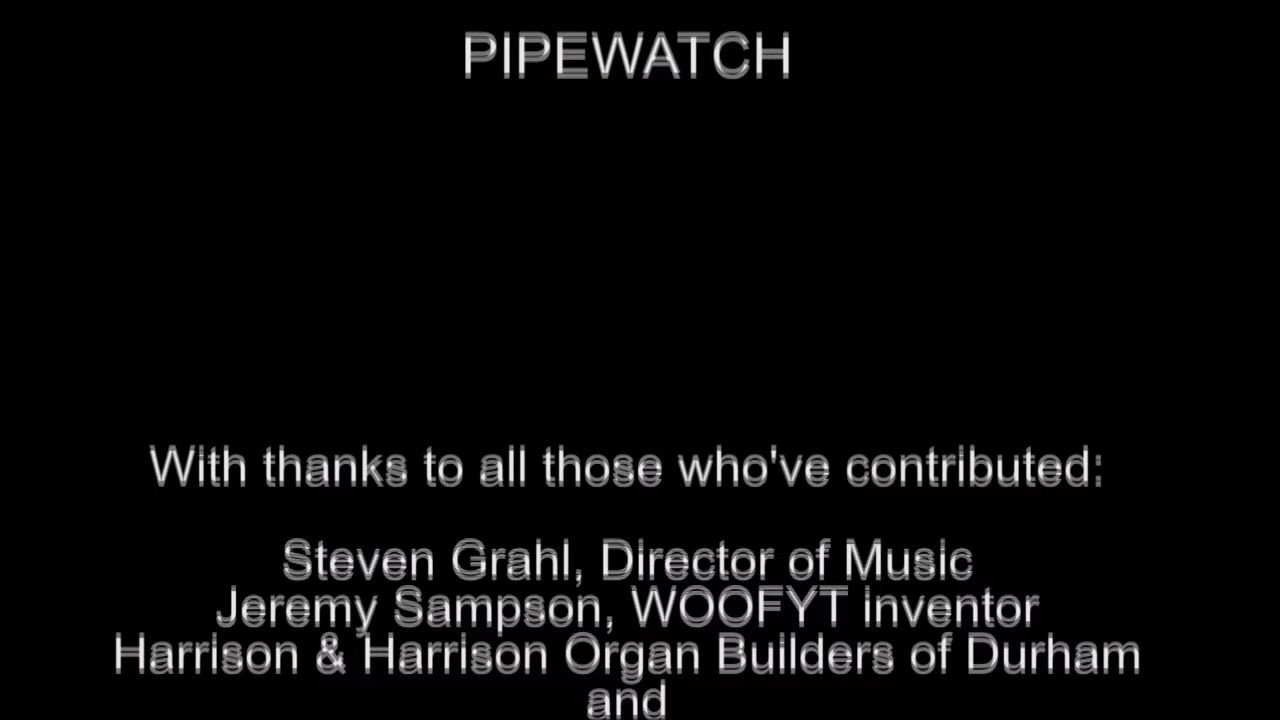 PIPEWATCH
With thanks to all those who've contributed:
Steven Grahl, Director of Music
Jeremy Sampson, WOOFYT inventor
Harrison & Harrison Organ Builders of Durham
and